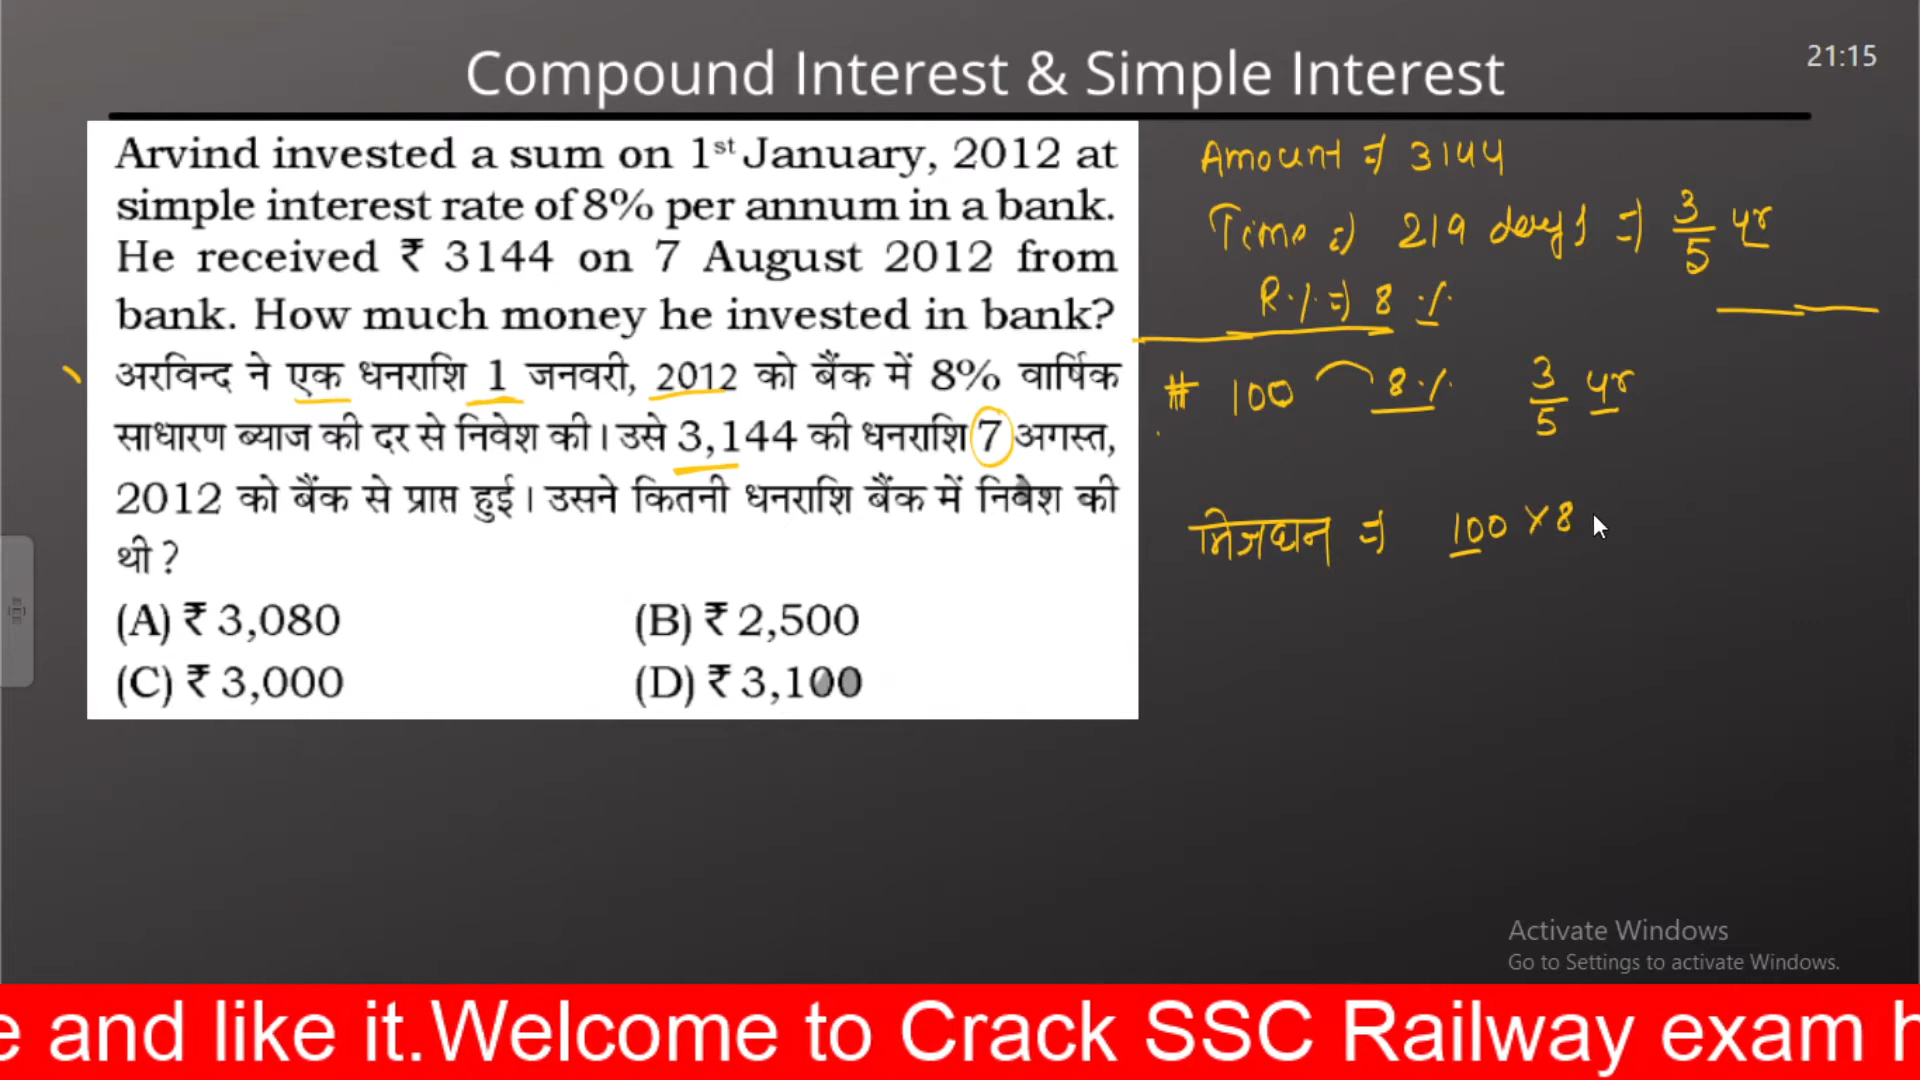 Compound Interest & Simple Interest
21:15
Arvind invested a sum on 1st January, 2012 at
simple interest rate of 8% per annum in a bank.
He received ₹ 3144 on 7 August 2012 from
bank. How much money he invested in bank?
अरविन्द ने एक धनराशि 1 जनवरी, 2012 को बैंक में 8% वार्षिक
साधारण ब्याज की दर से निवेश की। उसे 3,144 की धनराशि 7 अगस्त,
2012 को बैंक से प्राप्त हुई। उसने कितनी धनराशि बैंक में निवेश की
थी?
(A) ₹ 3,080 (B) ₹ 2,500
(C) ₹ 3,000 (D) ₹ 3,100
Amount ⇒ 3144
Time ⇒ 219 days ⇒ 3/5 yr
R% ⇒ 8 %
# 100 8% 3/5 yr
⇒ 100 × 8
Activate Windows
Go to Settings to activate Windows.
e and like it.Welcome to Crack SSC Railway exam h